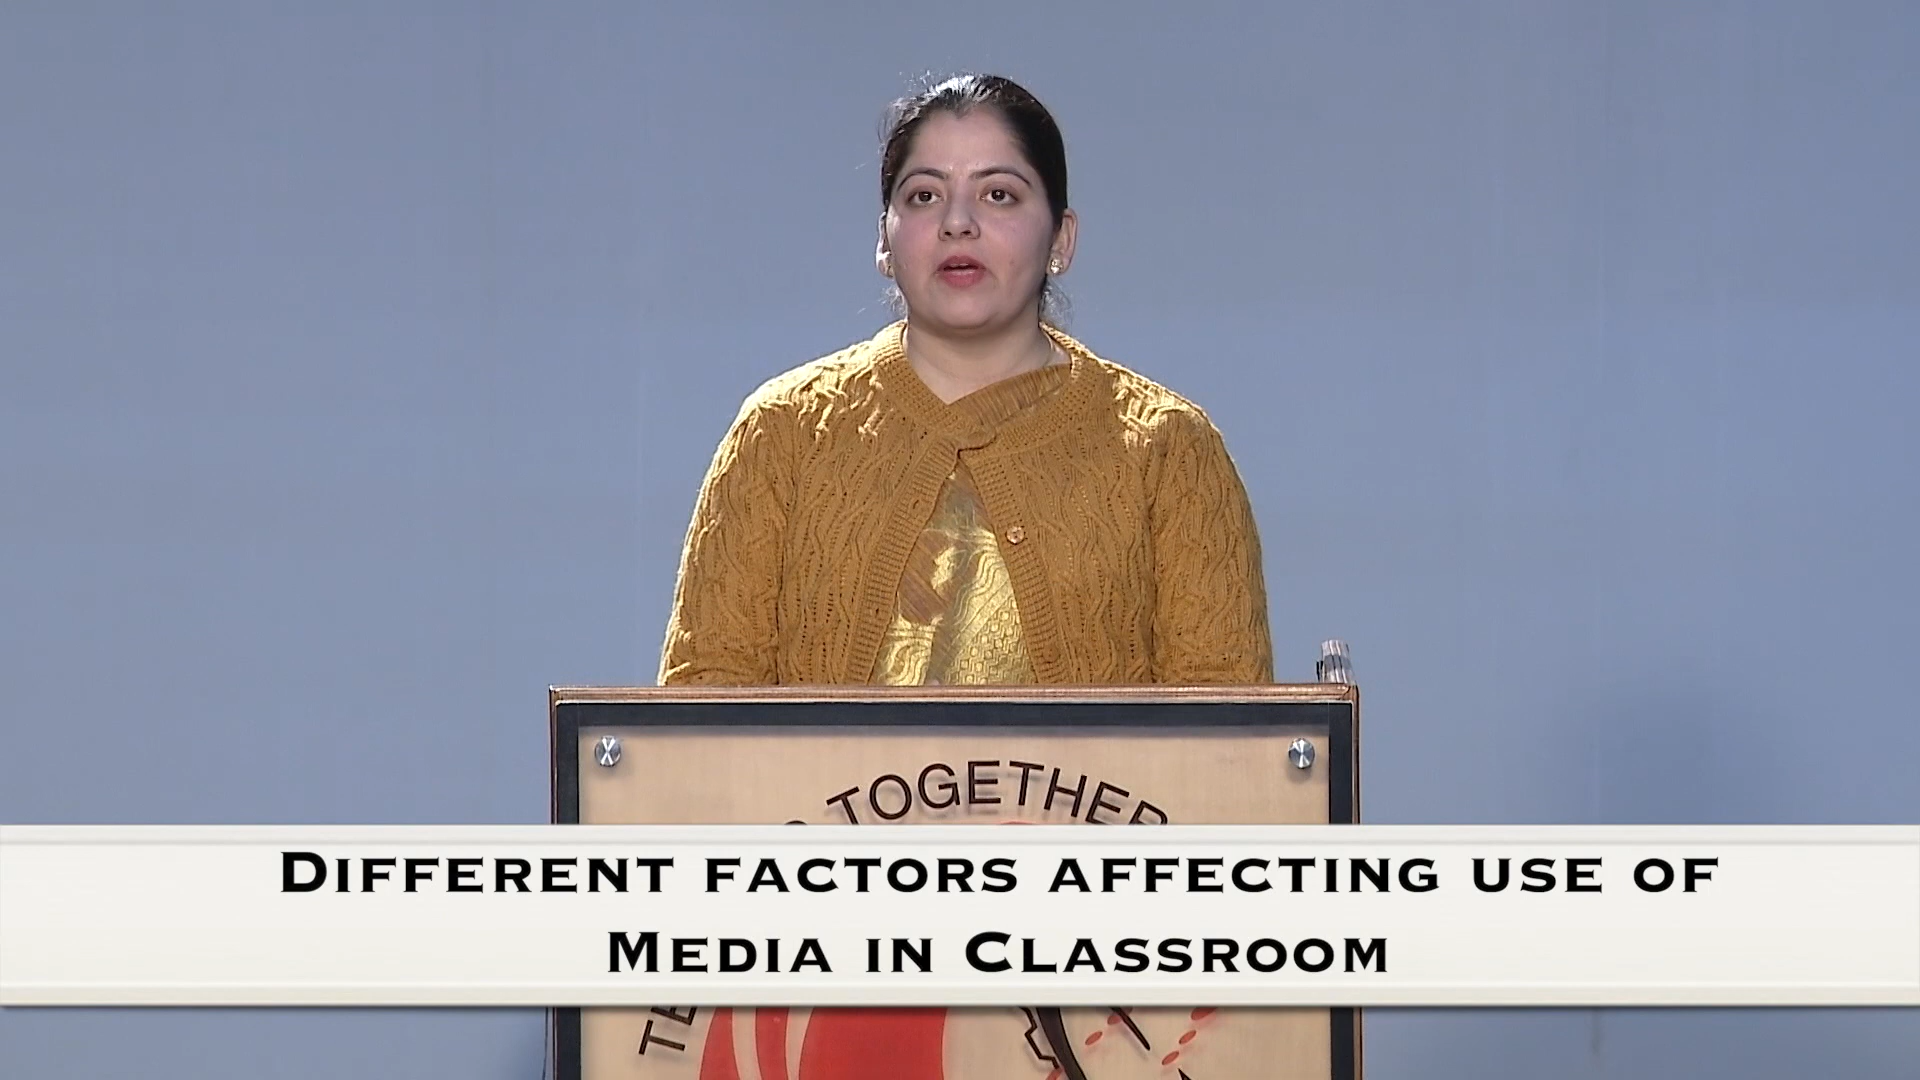 TOGETHER
Different factors affecting use of
Media in Classroom